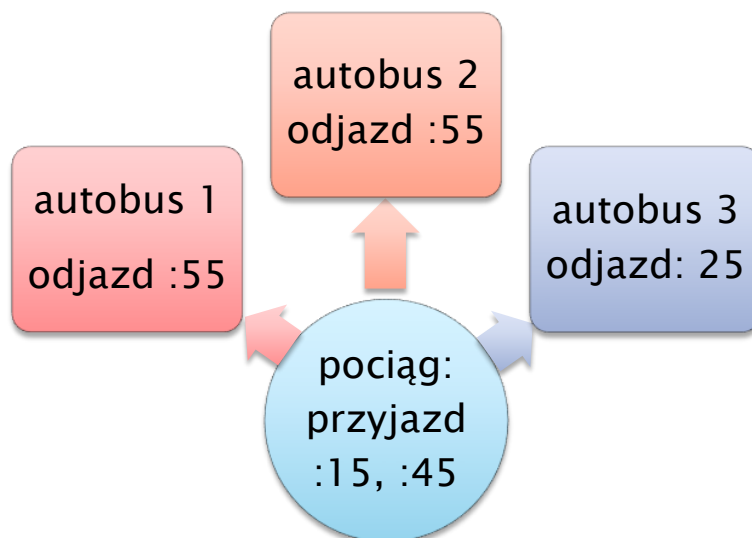 autobus 2
odjazd :55
autobus 1
odjazd :55
autobus 3
odjazd: 25
pociąg:
przyjazd
:15, :45